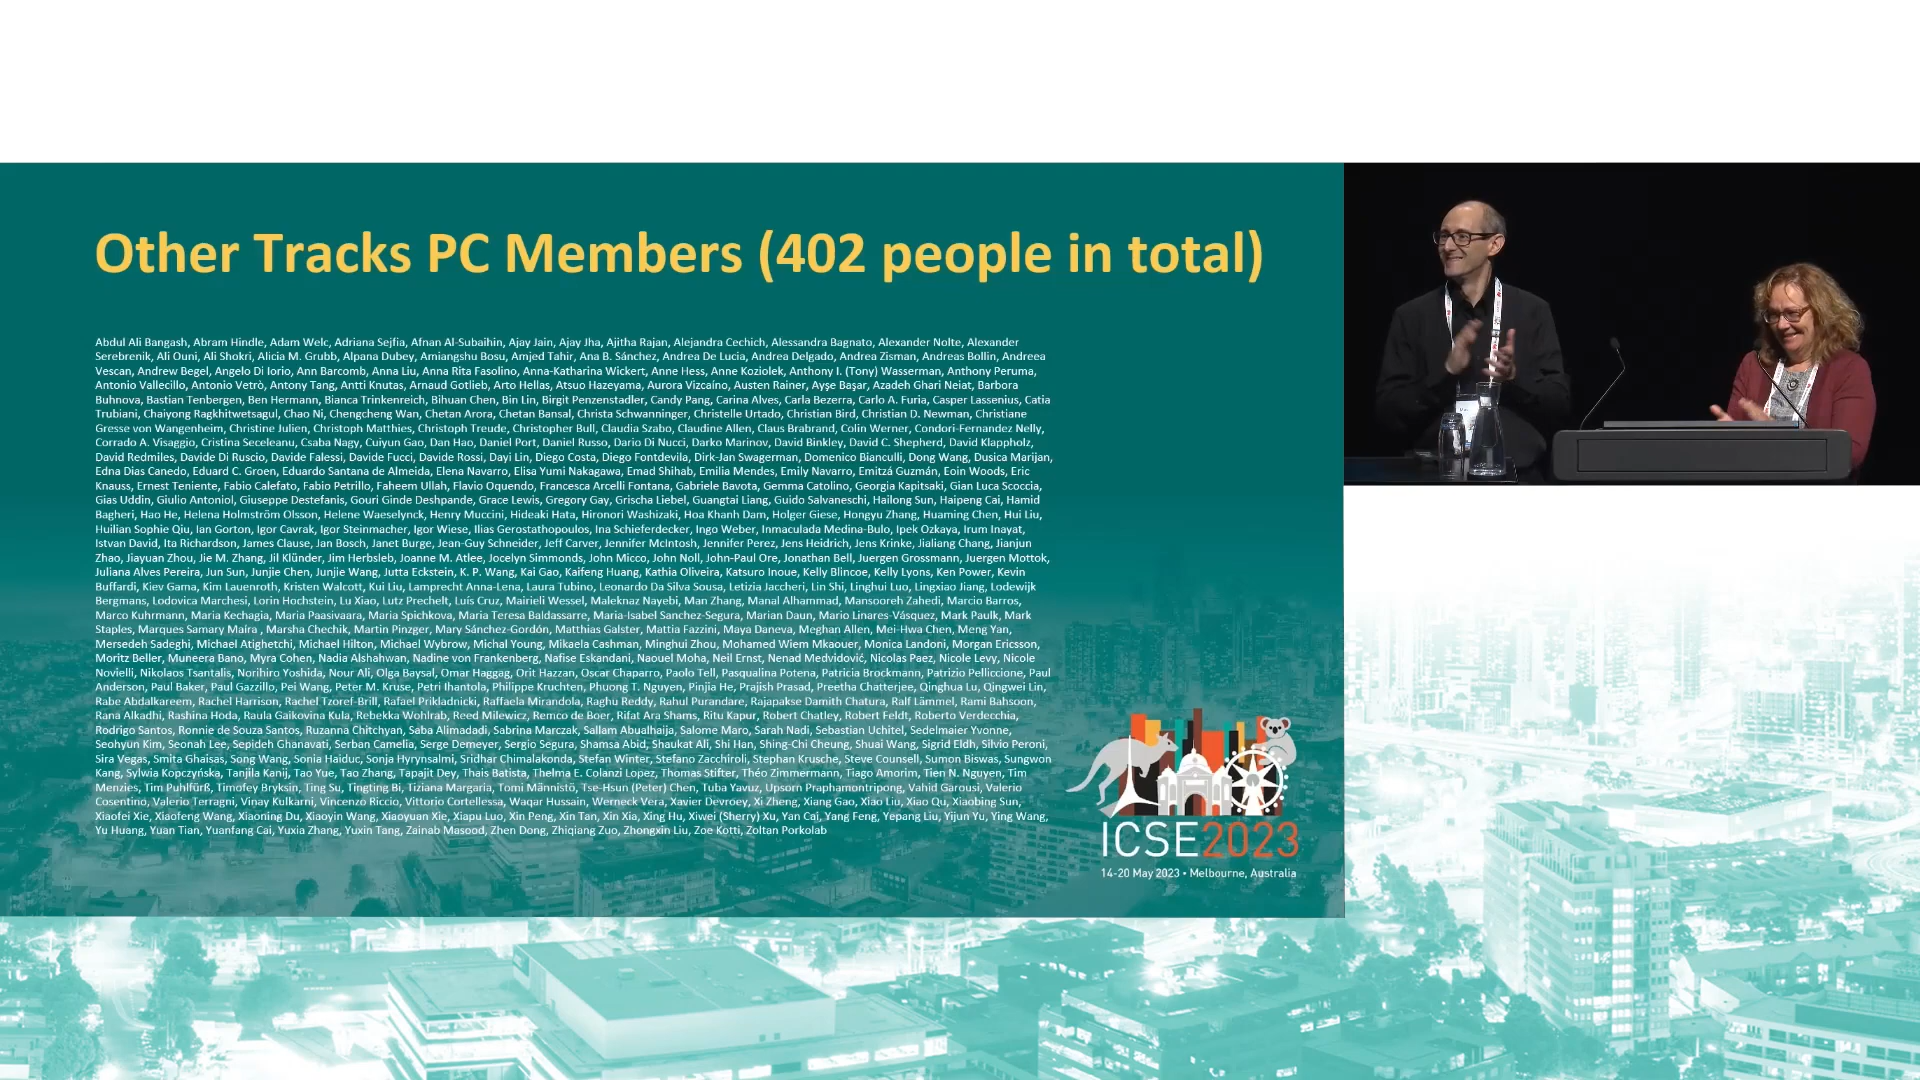 Other Tracks PC Members (402 people in total)
Abdul Ali Bangash, Abram Hindle, Adam Welc, Adriana Sejfia, Afnan Al-Subaihin, Ajay Jain, Ajay Jha, Ajitha Rajan, Alejandra Cechich, Alessandra Bagnato, Alexander Nolte, Alexander
Serebrenik, Ali Ouni, Ali Shokri, Alicia M. Grubb, Alpana Dubey, Amiangshu Bosu, Amjed Tahir, Ana B. Sánchez, Andrea De Lucia, Andrea Delgado, Andrea Zisman, Andreas Bollin, Andreea
Vescan, Andrew Begel, Angelo Di Iorio, Ann Barcomb, Anna Liu, Anna Rita Fasolino, Anna-Katharina Wickert, Anne Hess, Anne Koziolek, Anthony I. (Tony) Wasserman, Anthony Peruma,
Antonio Vallecillo, Antonio Vetrò, Antony Tang, Antti Knutas, Arnaud Gotlieb, Arto Hellas, Atsuo Hazeyama, Aurora Vizcaíno, Austen Rainer, Ayşe Başar, Azadeh Ghari Neiat, Barbora
Buhnova, Bastian Tenbergen, Ben Hermann, Bianca Trinkenreich, Bihuan Chen, Bin Lin, Birgit Penzenstadler, Candy Pang, Carina Alves, Carla Bezerra, Carlo A. Furia, Casper Lassenius, Catia
Trubiani, Chaiyong Ragkhitwetsagul, Chao Ni, Chengcheng Wan, Chetan Arora, Chetan Bansal, Christa Schwanninger, Christelle Urtado, Christian Bird, Christian D. Newman, Christiane
Gresse von Wangenheim, Christine Julien, Christoph Matthies, Christoph Treude, Christopher Bull, Claudia Szabo, Claudine Allen, Claus Brabrand, Colin Werner, Condori-Fernandez Nelly,
Corrado A. Visaggio, Cristina Seceleanu, Csaba Nagy, Cuiyun Gao, Dan Hao, Daniel Port, Daniel Russo, Dario Di Nucci, Darko Marinov, David Binkley, David C. Shepherd, David Klappholz,
David Redmiles, Davide Di Ruscio, Davide Falessi, Davide Fucci, Davide Rossi, Dayi Lin, Diego Costa, Diego Fontdevila, Dirk-Jan Swagerman, Domenico Bianculli, Dong Wang, Dusica Marijan,
Edna Dias Canedo, Eduard C. Groen, Eduardo Santana de Almeida, Elena Navarro, Elisa Yumi Nakagawa, Emad Shihab, Emilia Mendes, Emily Navarro, Emitzá Guzmán, Eoin Woods, Eric
Knauss, Ernest Teniente, Fabio Calefato, Fabio Petrillo, Faheem Ullah, Flavio Oquendo, Francesca Arcelli Fontana, Gabriele Bavota, Gemma Catolino, Georgia Kapitsaki, Gian Luca Scoccia,
Gias Uddin, Giulio Antoniol, Giuseppe Destefanis, Gouri Ginde Deshpande, Grace Lewis, Gregory Gay, Grischa Liebel, Guangtai Liang, Guido Salvaneschi, Hailong Sun, Haipeng Cai, Hamid
Bagheri, Hao He, Helena Holmström Olsson, Helene Waeselynck, Henry Muccini, Hideaki Hata, Hironori Washizaki, Hoa Khanh Dam, Holger Giese, Hongyu Zhang, Huaming Chen, Hui Liu,
Huilian Sophie Qiu, Ian Gorton, Igor Cavrak, Igor Steinmacher, Igor Wiese, Ilias Gerostathopoulos, Ina Schieferdecker, Ingo Weber, Inmaculada Medina-Bulo, Ipek Ozkaya, Irum Inayat,
Istvan David, Ita Richardson, James Clause, Jan Bosch, Janet Burge, Jean-Guy Schneider, Jeff Carver, Jennifer McIntosh, Jennifer Perez, Jens Heidrich, Jens Krinke, Jialiang Chang, Jianjun
Zhao, Jiayuan Zhou, Jie M. Zhang, Jil Klünder, Jim Herbsleb, Joanne M. Atlee, Jocelyn Simmonds, John Micco, John Noll, John-Paul Ore, Jonathan Bell, Juergen Grossmann, Juergen Mottok,
Juliana Alves Pereira, Jun Sun, Junjie Chen, Junjie Wang, Jutta Eckstein, K. P. Wang, Kai Gao, Kaifeng Huang, Kathia Oliveira, Katsuro Inoue, Kelly Blincoe, Kelly Lyons, Ken Power, Kevin
Buffardi, Kiev Gama, Kim Lauenroth, Kristen Walcott, Kui Liu, Lamprecht Anna-Lena, Laura Tubino, Leonardo Da Silva Sousa, Letizia Jaccheri, Lin Shi, Linghui Luo, Lingxiao Jiang, Lodewijk
Bergmans, Lodovica Marchesi, Lorin Hochstein, Lu Xiao, Lutz Prechelt, Luís Cruz, Mairieli Wessel, Maleknaz Nayebi, Man Zhang, Manal Alhammad, Mansooreh Zahedi, Marcio Barros,
Marco Kuhrmann, Maria Kechagia, Maria Paasivaara, Maria Spichkova, Maria Teresa Baldassarre, Maria-Isabel Sanchez-Segura, Marian Daun, Mario Linares-Vásquez, Mark Paulk, Mark
Staples, Marques Samary Maíra , Marsha Chechik, Martin Pinzger, Mary Sánchez-Gordón, Matthias Galster, Mattia Fazzini, Maya Daneva, Meghan Allen, Mei-Hwa Chen, Meng Yan,
Mersedeh Sadeghi, Michael Atighetchi, Michael Hilton, Michael Wybrow, Michal Young, Mikaela Cashman, Minghui Zhou, Mohamed Wiem Mkaouer, Monica Landoni, Morgan Ericsson,
Moritz Beller, Muneera Bano, Myra Cohen, Nadia Alshahwan, Nadine von Frankenberg, Nafise Eskandani, Naouel Moha, Neil Ernst, Nenad Medvidović, Nicolas Paez, Nicole Levy, Nicole
Novielli, Nikolaos Tsantalis, Norihiro Yoshida, Nour Ali, Olga Baysal, Omar Haggag, Orit Hazzan, Oscar Chaparro, Paolo Tell, Pasqualina Potena, Patricia Brockmann, Patrizio Pelliccione, Paul
Anderson, Paul Baker, Paul Gazzillo, Pei Wang, Peter M. Kruse, Petri Ihantola, Philippe Kruchten, Phuong T. Nguyen, Pinjia He, Prajish Prasad, Preetha Chatterjee, Qinghua Lu, Qingwei Lin,
Rabe Abdalkareem, Rachel Harrison, Rachel Tzoref-Brill, Rafael Prikladnicki, Raffaela Mirandola, Raghu Reddy, Rahul Purandare, Rajapakse Damith Chatura, Ralf Lämmel, Rami Bahsoon,
Rana Alkadhi, Rashina Hoda, Raula Gaikovina Kula, Rebekka Wohlrab, Reed Milewicz, Remco de Boer, Rifat Ara Shams, Ritu Kapur, Robert Chatley, Robert Feldt, Roberto Verdecchia,
Rodrigo Santos, Ronnie de Souza Santos, Ruzanna Chitchyan, Saba Alimadadi, Sabrina Marczak, Sallam Abualhaija, Salome Maro, Sarah Nadi, Sebastian Uchitel, Sedelmaier Yvonne,
Seohyun Kim, Seonah Lee, Sepideh Ghanavati, Serban Camelia, Serge Demeyer, Sergio Segura, Shamsa Abid, Shaukat Ali, Shi Han, Shing-Chi Cheung, Shuai Wang, Sigrid Eldh, Silvio Peroni,
Sira Vegas, Smita Ghaisas, Song Wang, Sonia Haiduc, Sonja Hyrynsalmi, Sridhar Chimalakonda, Stefan Winter, Stefano Zacchiroli, Stephan Krusche, Steve Counsell, Sumon Biswas, Sungwon
Kang, Sylwia Kopczyńska, Tanjila Kanij, Tao Yue, Tao Zhang, Tapajit Dey, Thais Batista, Thelma E. Colanzi Lopez, Thomas Stifter, Théo Zimmermann, Tiago Amorim, Tien N. Nguyen, Tim
Menzies, Tim Puhlfürß, Timofey Bryksin, Ting Su, Tingting Bi, Tiziana Margaria, Tomi Männistö, Tse-Hsun (Peter) Chen, Tuba Yavuz, Upsorn Praphamontripong, Vahid Garousi, Valerio
Cosentino, Valerio Terragni, Vinay Kulkarni, Vincenzo Riccio, Vittorio Cortellessa, Waqar Hussain, Werneck Vera, Xavier Devroey, Xi Zheng, Xiang Gao, Xiao Liu, Xiao Qu, Xiaobing Sun,
Xiaofei Xie, Xiaofeng Wang, Xiaoning Du, Xiaoyin Wang, Xiaoyuan Xie, Xiapu Luo, Xin Peng, Xin Tan, Xin Xia, Xing Hu, Xiwei (Sherry) Xu, Yan Cai, Yang Feng, Yepang Liu, Yijun Yu, Ying Wang,
Yu Huang, Yuan Tian, Yuanfang Cai, Yuxia Zhang, Yuxin Tang, Zainab Masood, Zhen Dong, Zhiqiang Zuo, Zhongxin Liu, Zoe Kotti, Zoltan Porkolab
ICSE2023
14-20 May 2023 • Melbourne, Australia